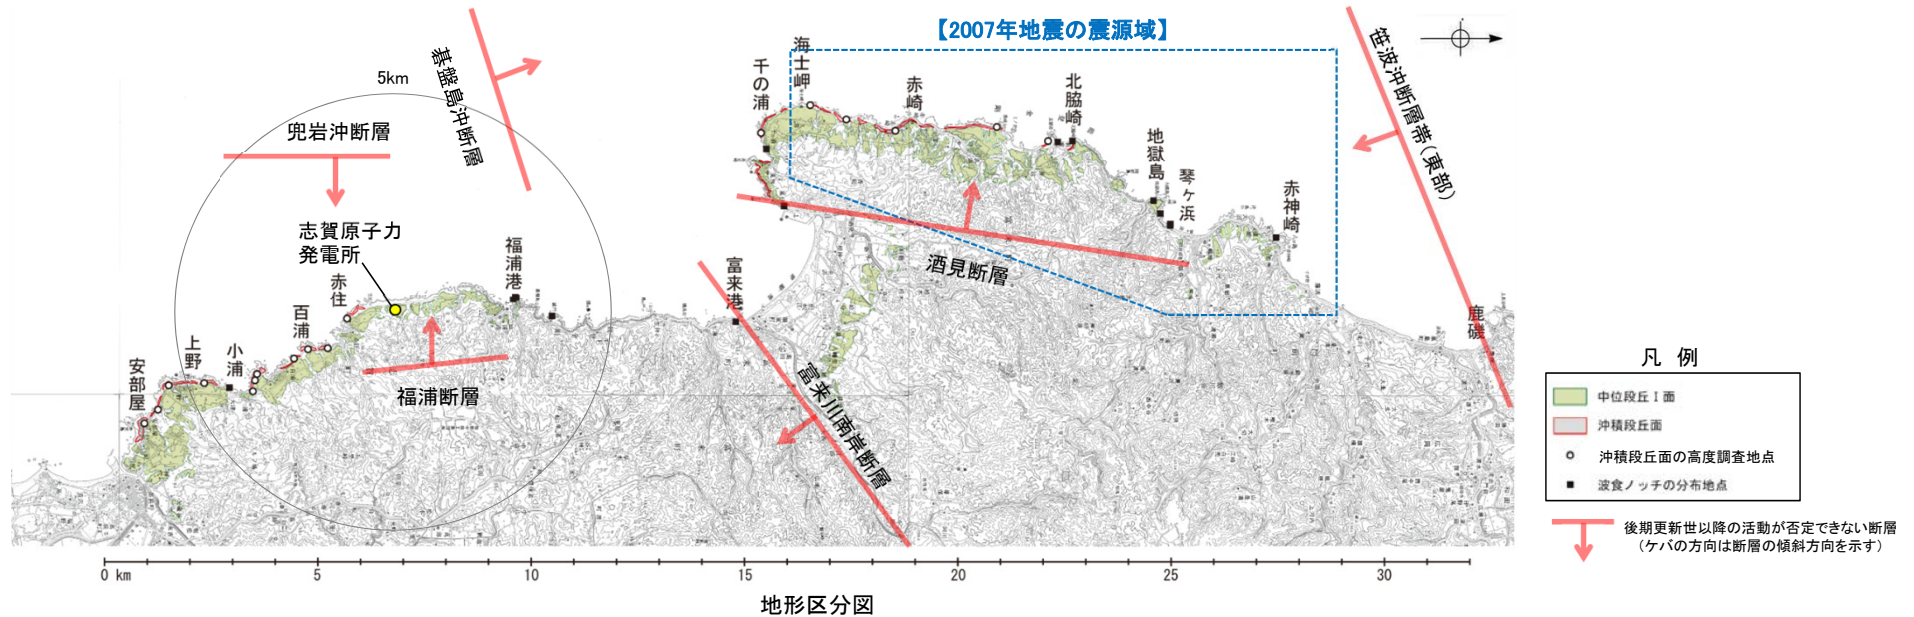 【2007年地震の震源域】
海士岬
千の浦
赤崎
北脇崎
地獄島
琴ヶ浜
赤神崎
笹波沖断層帯(東部)
碁盤島沖断層
5km
兜岩沖断層
志賀原子力
発電所
福浦港
富来港
酒見断層
鹿磯
赤住
百浦
小浦
上野
安部屋
福浦断層
富来川南岸断層
凡 例
中位段丘Ⅰ面
沖積段丘面
沖積段丘面の高度調査地点
波食ノッチの分布地点
後期更新世以降の活動が否定できない断層
(ケバの方向は断層の傾斜方向を示す)
0 km
5
10
15
20
25
30
地形区分図